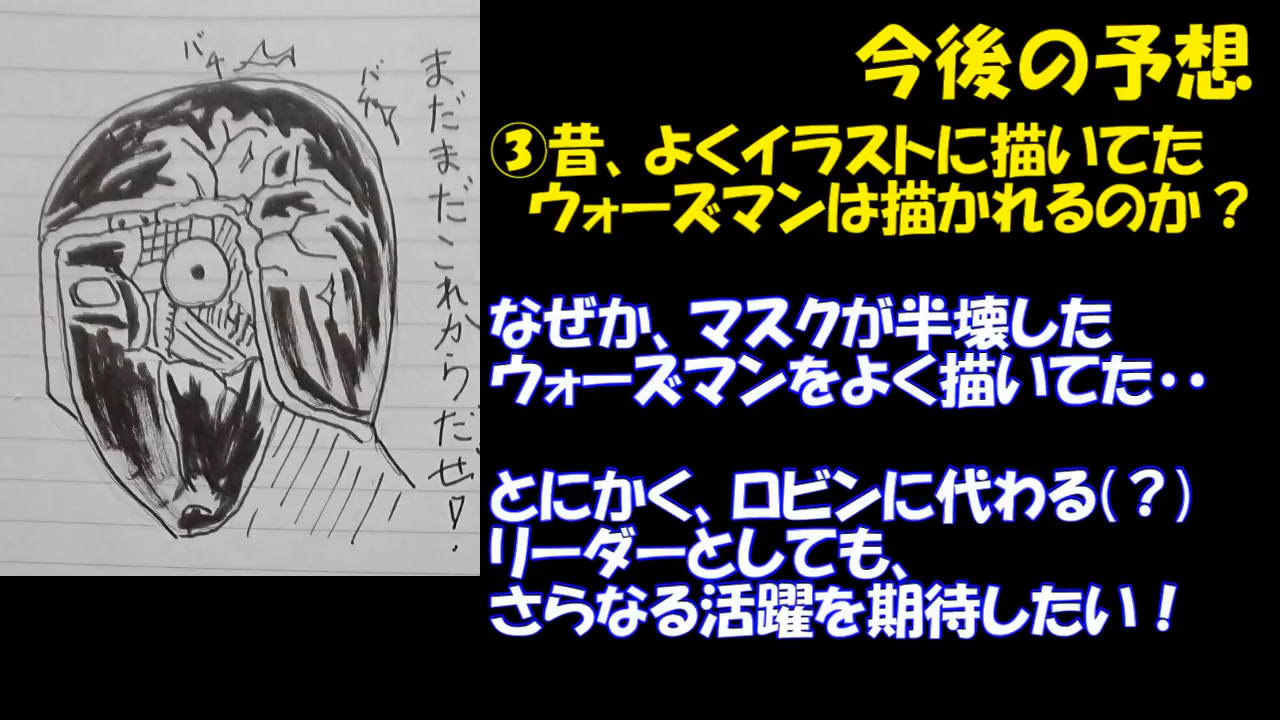 今後の予想
③昔、よくイラストに描いてた
ウォーズマンは描かれるのか？
なぜか、マスクが半壊した
ウォーズマンをよく描いてた・・
とにかく、ロビンに代わる(？)
リーダーとしても、
さらなる活躍を期待したい！
まだまだこれからだぜ！
バチ
バチ